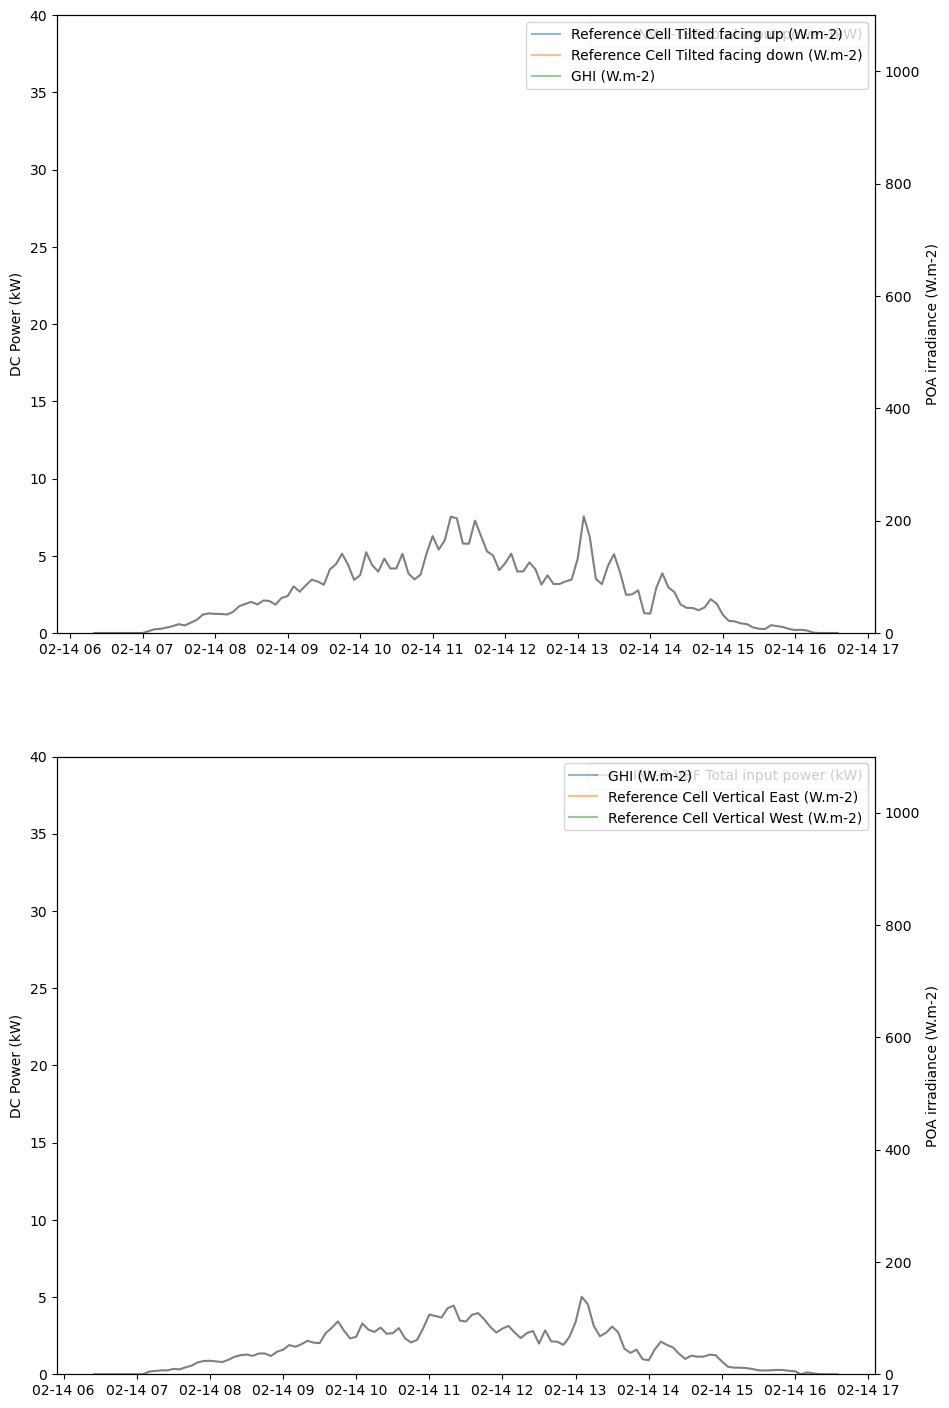 Reference Cell Tilted facing up (W.m-2)
Reference Cell Tilted facing down (W.m-2)
GHI (W.m-2)
40
35
30
25
20
15
10
5
0
DC Power (kW)
1000
800
600
400
200
0
POA irradiance (W.m-2)
02-14 06 02-14 07 02-14 08 02-14 09 02-14 10 02-14 11 02-14 12 02-14 13 02-14 14 02-14 15 02-14 16 02-14 17
GHI (W.m-2)
Total input power (kW)
Reference Cell Vertical East (W.m-2)
Reference Cell Vertical West (W.m-2)
40
35
30
25
20
15
10
5
0
DC Power (kW)
1000
800
600
400
200
0
POA irradiance (W.m-2)
02-14 06 02-14 07 02-14 08 02-14 09 02-14 10 02-14 11 02-14 12 02-14 13 02-14 14 02-14 15 02-14 16 02-14 17